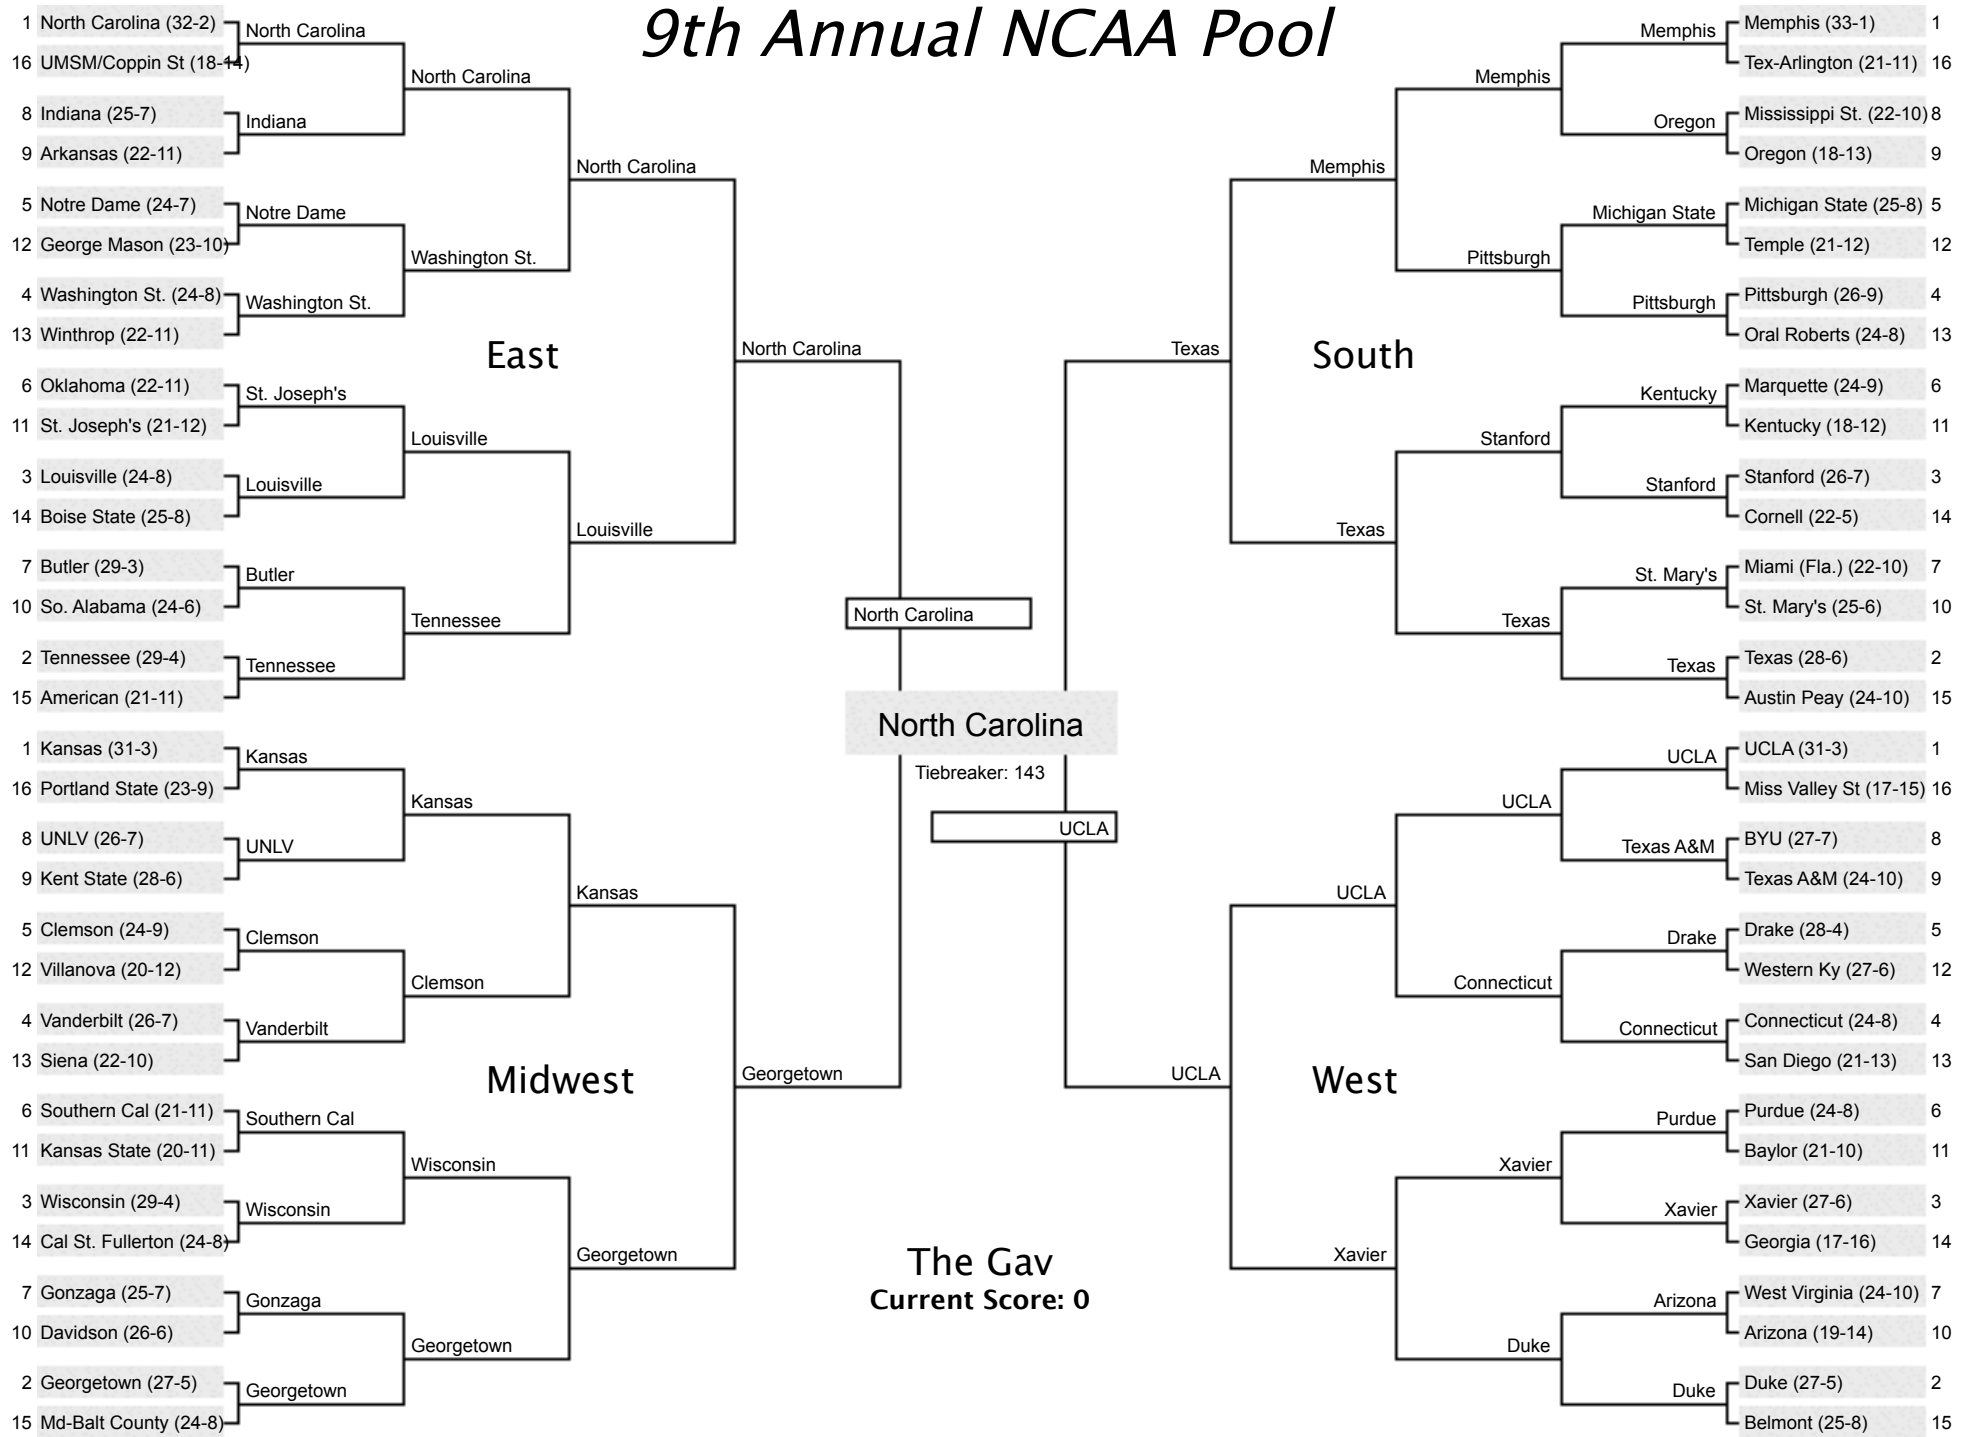 9th Annual NCAA Pool
1 North Carolina (32-2)
16 UMSM/Coppin St (18-14)
8 Indiana (25-7)
9 Arkansas (22-11)
5 Notre Dame (24-7)
12 George Mason (23-10)
4 Washington St. (24-8)
13 Winthrop (22-11)
6 Oklahoma (22-11)
11 St. Joseph's (21-12)
3 Louisville (24-8)
14 Boise State (25-8)
7 Butler (29-3)
10 So. Alabama (24-6)
2 Tennessee (29-4)
15 American (21-11)
North Carolina
Indiana
Notre Dame
Washington St.
St. Joseph's
Louisville
Butler
Tennessee
North Carolina
Washington St.
Louisville
Tennessee
North Carolina
Louisville
North Carolina
East
1 Kansas (31-3)
16 Portland State (23-9)
8 UNLV (26-7)
9 Kent State (28-6)
5 Clemson (24-9)
12 Villanova (20-12)
4 Vanderbilt (26-7)
13 Siena (22-10)
6 Southern Cal (21-11)
11 Kansas State (20-11)
3 Wisconsin (29-4)
14 Cal St. Fullerton (24-8)
7 Gonzaga (25-7)
10 Davidson (26-6)
2 Georgetown (27-5)
15 Md-Balt County (24-8)
Kansas
UNLV
Clemson
Vanderbilt
Southern Cal
Wisconsin
Gonzaga
Georgetown
Kansas
Clemson
Wisconsin
Georgetown
Kansas
Georgetown
Georgetown
Midwest
North Carolina
North Carolina
Tiebreaker: 143
UCLA
The Gav
Current Score: 0
Memphis (33-1) 1
Tex-Arlington (21-11) 16
Mississippi St. (22-10) 8
Oregon (18-13) 9
Michigan State (25-8) 5
Temple (21-12) 12
Pittsburgh (26-9) 4
Oral Roberts (24-8) 13
Marquette (24-9) 6
Kentucky (18-12) 11
Stanford (26-7) 3
Cornell (22-5) 14
Miami (Fla.) (22-10) 7
St. Mary's (25-6) 10
Texas (28-6) 2
Austin Peay (24-10) 15
Memphis
Oregon
Michigan State
Pittsburgh
Kentucky
Stanford
St. Mary's
Texas
Memphis
Pittsburgh
Stanford
Texas
Memphis
Texas
Texas
South
UCLA (31-3) 1
Miss Valley St (17-15) 16
BYU (27-7) 8
Texas A&M (24-10) 9
Drake (28-4) 5
Western Ky (27-6) 12
Connecticut (24-8) 4
San Diego (21-13) 13
Purdue (24-8) 6
Baylor (21-10) 11
Xavier (27-6) 3
Georgia (17-16) 14
West Virginia (24-10) 7
Arizona (19-14) 10
Duke (27-5) 2
Belmont (25-8) 15
UCLA
Texas A&M
Drake
Connecticut
Purdue
Xavier
Arizona
Duke
UCLA
Connecticut
Xavier
Duke
UCLA
Xavier
UCLA
West